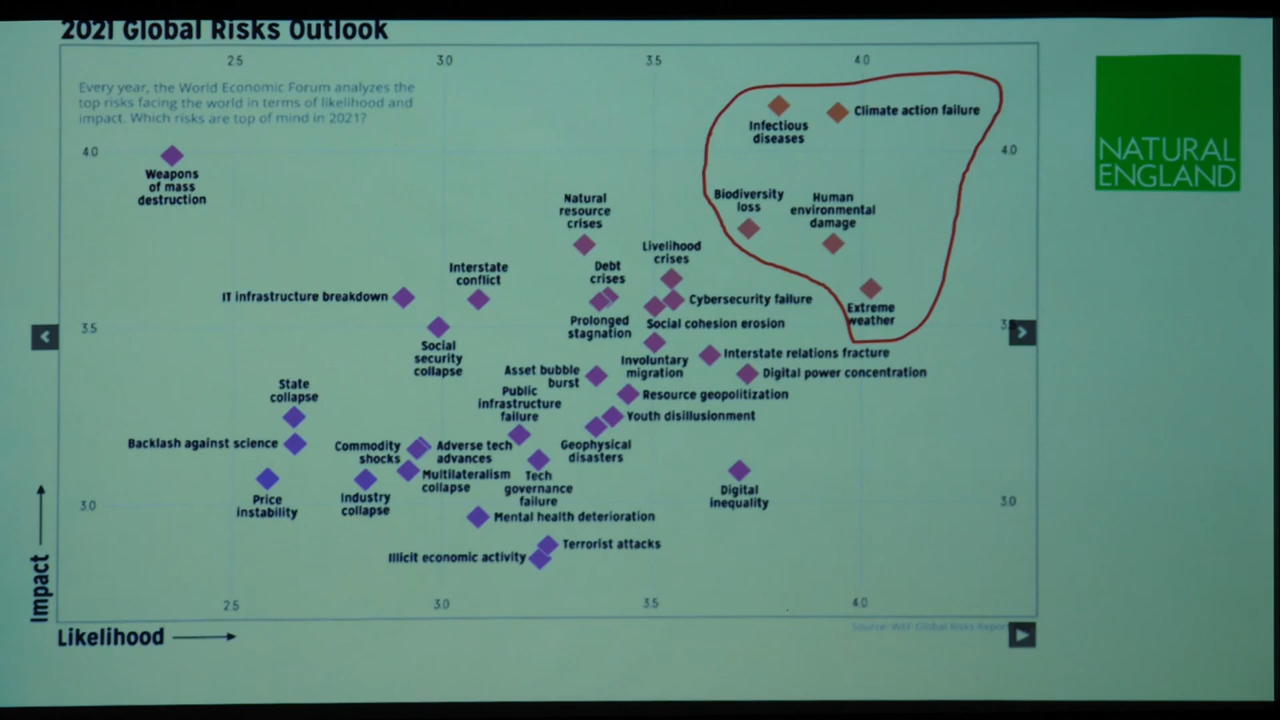 2021 Global Risks Outlook
2.5 3.0 3.5 4.0
Every year, the World Economic Forum analyzes the
top risks facing the world in terms of likelihood and
impact. Which risks are top of mind in 2021?
NATURAL
ENGLAND
Climate action failure
Infectious
diseases
4.0
4.0
Weapons
of mass
destruction
Biodiversity
loss
Human
environmental
damage
Natural
resource
crises
Livelihood
crises
Interstate
conflict
Debt
crises
IT infrastructure breakdown
Cybersecurity failure
Extreme
weather
Prolonged
stagnation
Social cohesion erosion
3.5
Social
security
collapse
Involuntary
migration
Interstate relations fracture
Asset bubble
burst
Digital power concentration
State
collapse
Public
infrastructure
failure
Resource geopolitization
Youth disillusionment
Backlash against science
Commodity
shocks
Adverse tech
advances
Geophysical
disasters
Multilateralism
collapse
Tech
governance
failure
Digital
inequality
Price
instability
Industry
collapse
3.0
3.0
Mental health deterioration
Terrorist attacks
Illicit economic activity
2.5 3.0 3.5 4.0
Impact
Likelihood
Source: WEF Global Risks Report